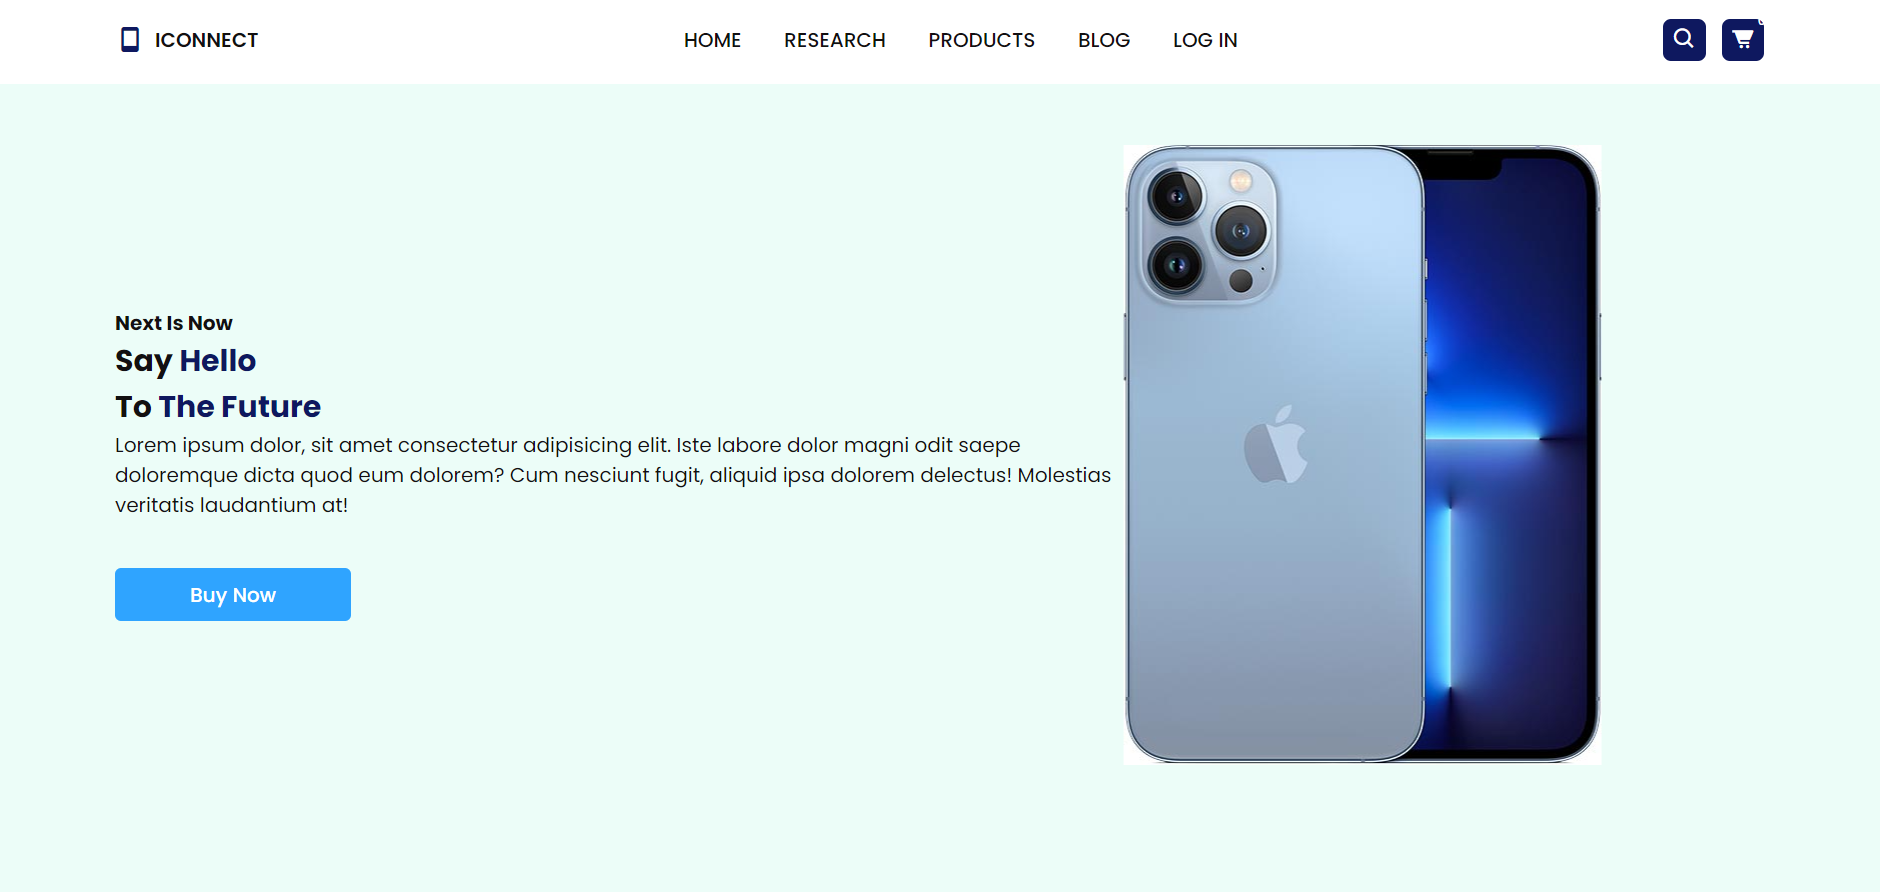 ICONNECT
HOME RESEARCH PRODUCTS BLOG LOG IN
Next Is Now
Say Hello
To The Future
Lorem ipsum dolor, sit amet consectetur adipisicing elit. Iste labore dolor magni odit saepe
doloremque dicta quod eum dolorem? Cum nesciunt fugit, aliquid ipsa dolorem delectus! Molestias
veritatis laudantium at!
Buy Now